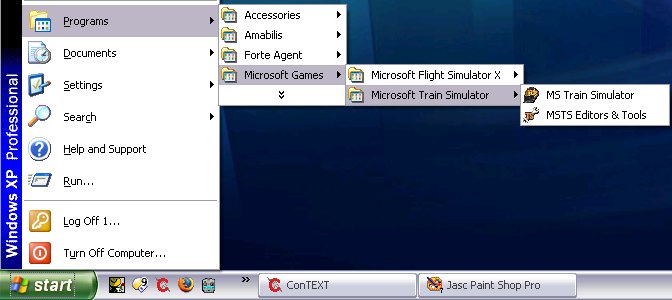 Windows XP Professional
Programs
Documents
Settings
Search
Help and Support
Run...
Log Off 1...
Turn Off Computer...
Accessories
Amabilis
Forte Agent
Microsoft Games
Microsoft Flight Simulator X
Microsoft Train Simulator
MS Train Simulator
MSTS Editors & Tools
start
ConTEXT
Jasc Paint Shop Pro